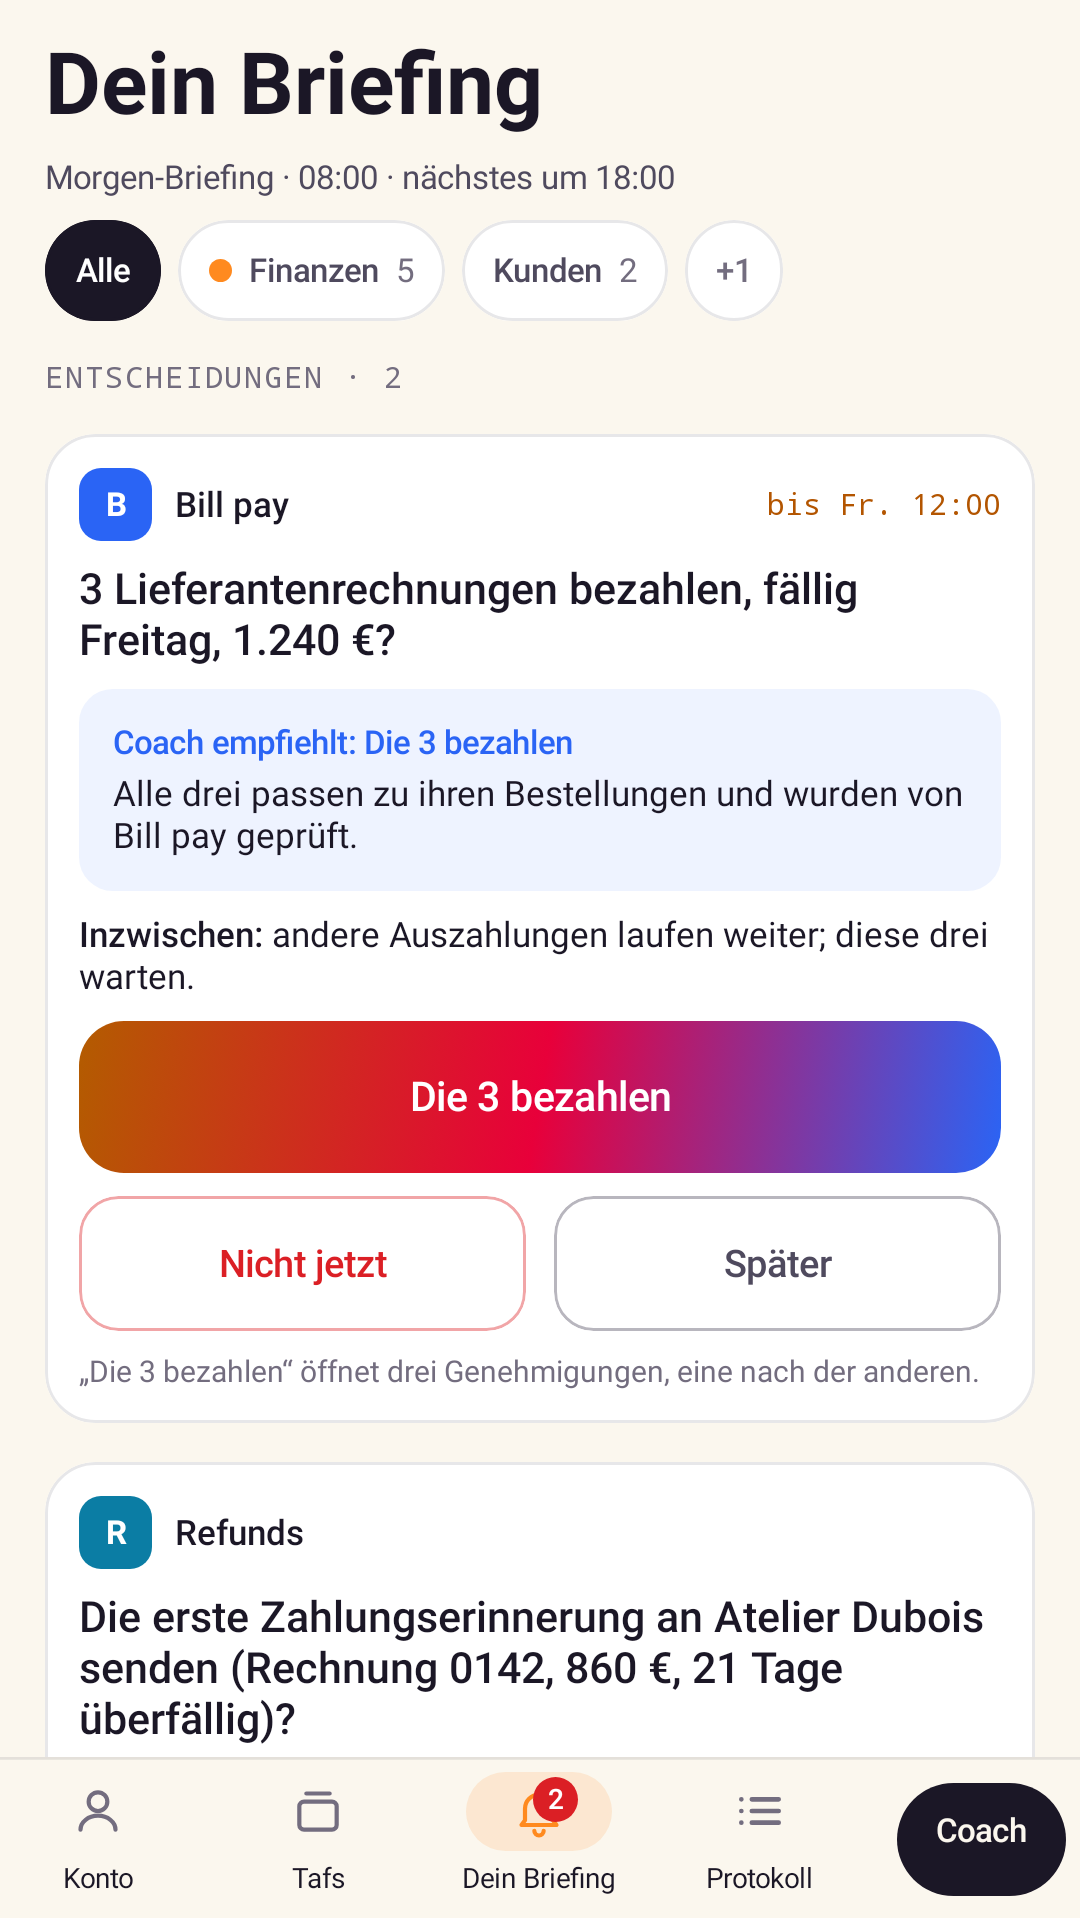 Dein Briefing
Morgen-Briefing · 08:00 · nächstes um 18:00
Alle
Finanzen 5
Kunden 2
+1
ENTSCHEIDUNGEN · 2
B
Bill pay
bis Fr. 12:00
3 Lieferantenrechnungen bezahlen, fällig
Freitag, 1.240 €?
Coach empfiehlt: Die 3 bezahlen
Alle drei passen zu ihren Bestellungen und wurden von
Bill pay geprüft.
Inzwischen: andere Auszahlungen laufen weiter; diese drei
warten.
Die 3 bezahlen
Nicht jetzt
Später
„Die 3 bezahlen“ öffnet drei Genehmigungen, eine nach der anderen.
R
Refunds
Die erste Zahlungserinnerung an Atelier Dubois
senden (Rechnung 0142, 860 €, 21 Tage
überfällig)?
2
Konto
Tafs
Dein Briefing
Protokoll
Coach